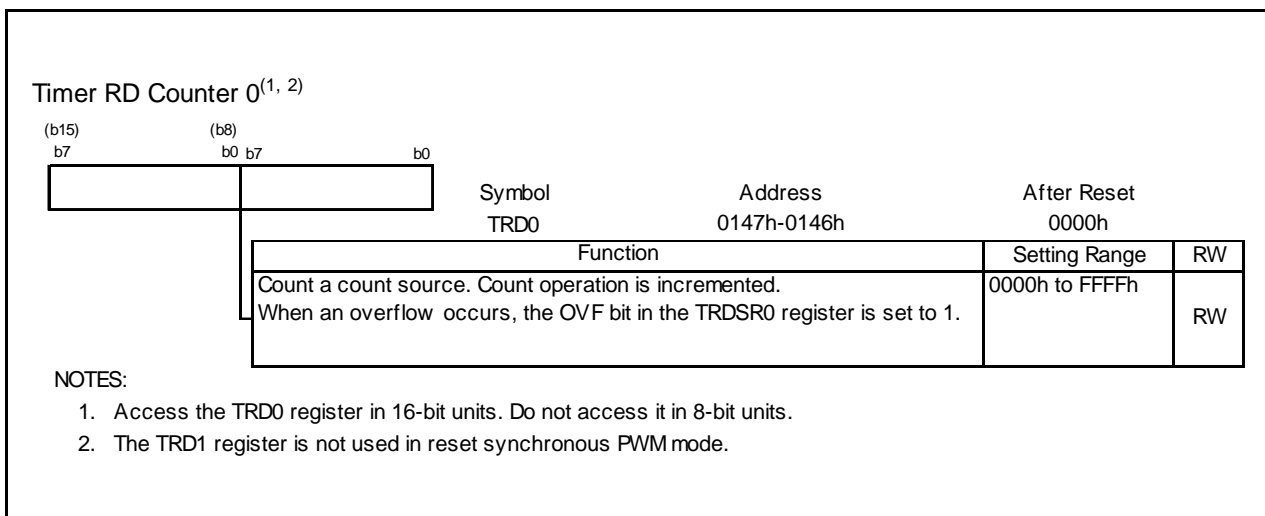 Timer RD Counter 0(1, 2)
(b15) (b8)
b7 b0 b7 b0
Symbol Address After Reset
TRD0 0147h-0146h 0000h
Function Setting Range RW
Count a count source. Count operation is incremented. 0000h to FFFFh
When an overflow occurs, the OVF bit in the TRDSR0 register is set to 1. RW
NOTES:
1. Access the TRD0 register in 16-bit units. Do not access it in 8-bit units.
2. The TRD1 register is not used in reset synchronous PWM mode.